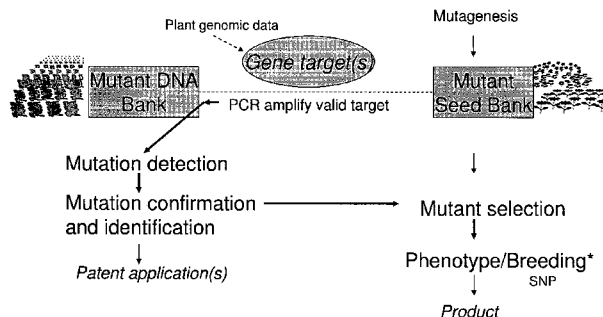 Plant genomic data
Mutagenesis
Gene target(s)
Mutant DNA
Bank
Mutant
Seed Bank
PCR amplify valid target
Mutation detection
Mutation confirmation
and identification
Mutant selection
Patent application(s)
Phenotype/Breeding*
SNP
Product